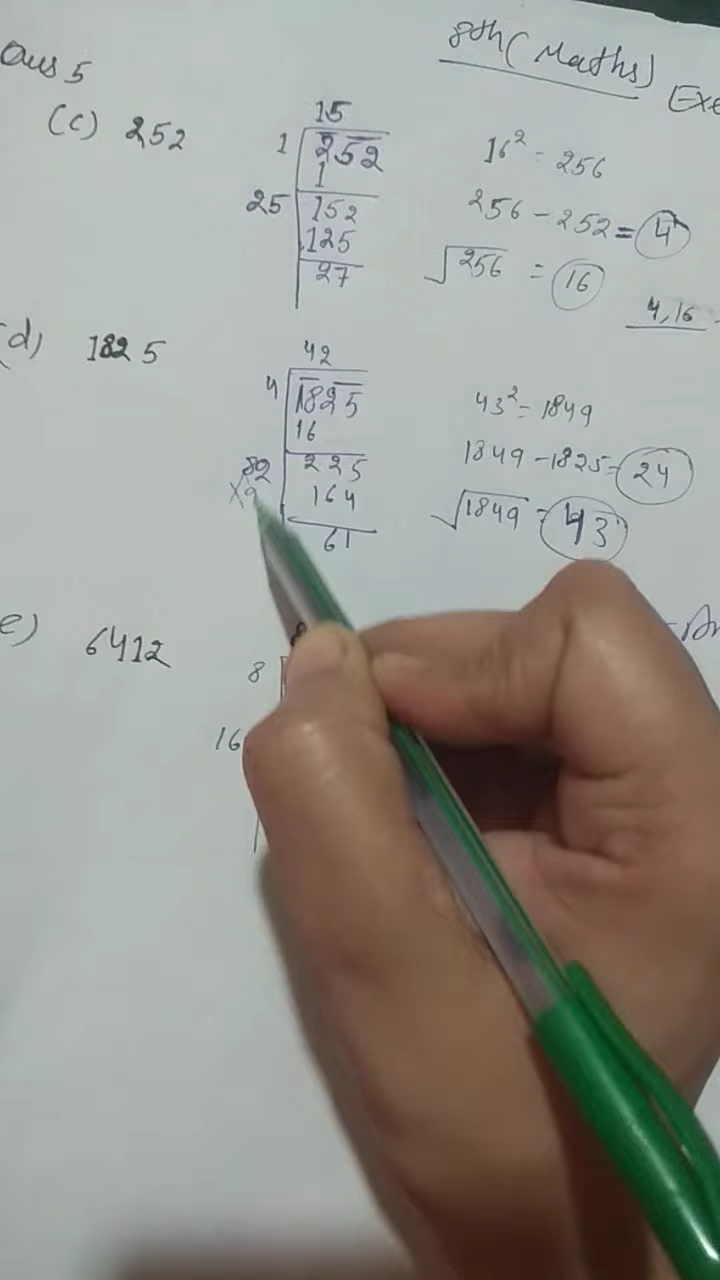 8th (Maths) Exe
Ans 5
(c) 252
15
1 252
1
25 152
125
27
16² = 256
256 - 252 = 4
√256 = 16
4, 16
(d) 1825
42
4 1825
16
82 225
164
61
43² = 1849
1849 - 1825 = 24
√1849 = 43
e) 6412
8
16